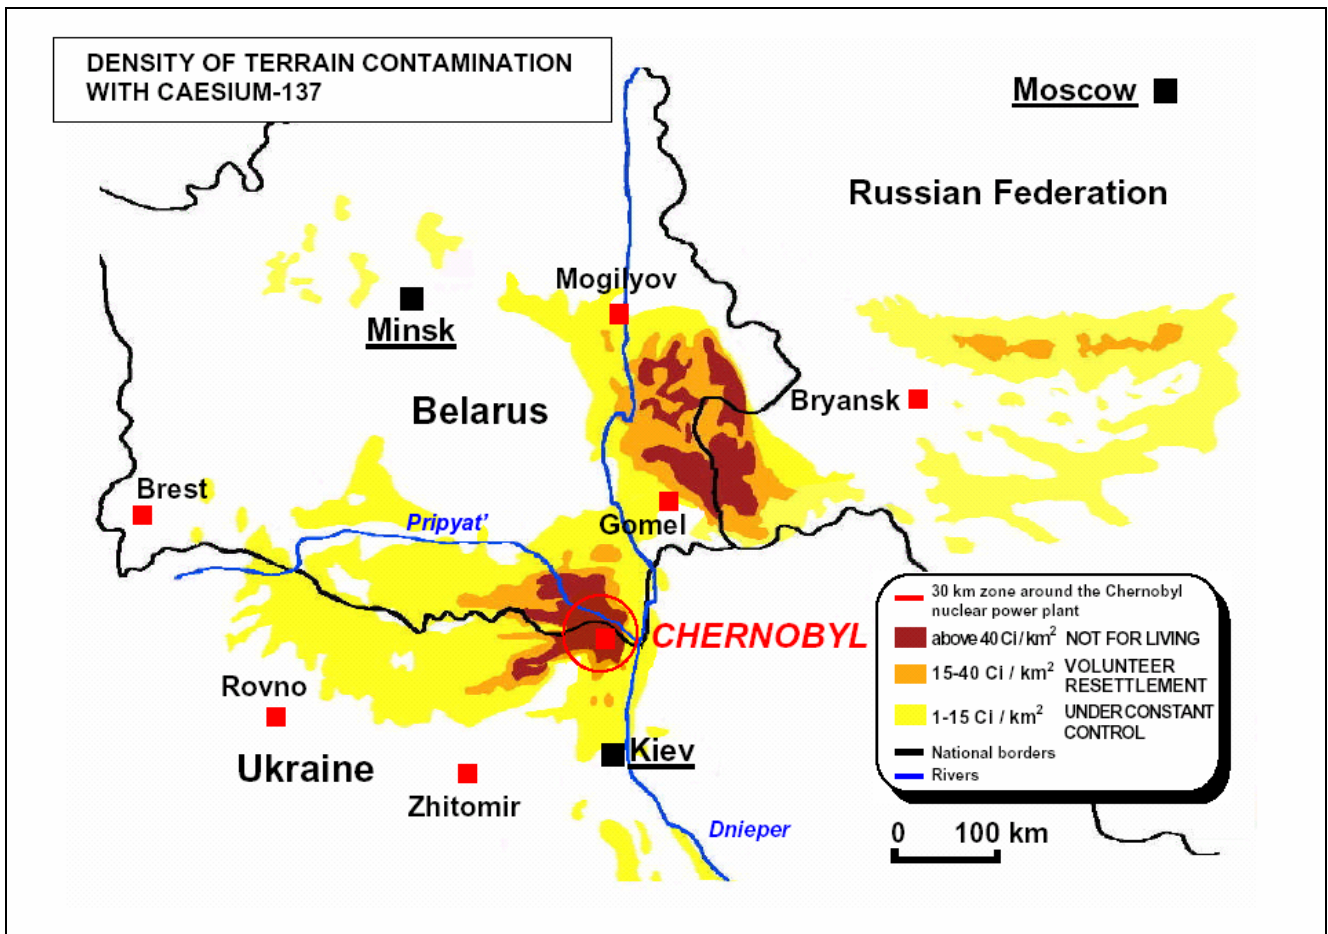 DENSITY OF TERRAIN CONTAMINATION
WITH CAESIUM-137
Moscow
Russian Federation
Mogilyov
Minsk
Belarus
Bryansk
Brest
Pripyat'
Gomel
CHERNOBYL
Rovno
Ukraine
Kiev
Zhitomir
Dnieper
30 km zone around the Chernobyl
nuclear power plant
above 40 Ci / km² NOT FOR LIVING
15-40 Ci / km² VOLUNTEER
RESETTLEMENT
1-15 Ci / km² UNDER CONSTANT
CONTROL
National borders
Rivers
0 100 km